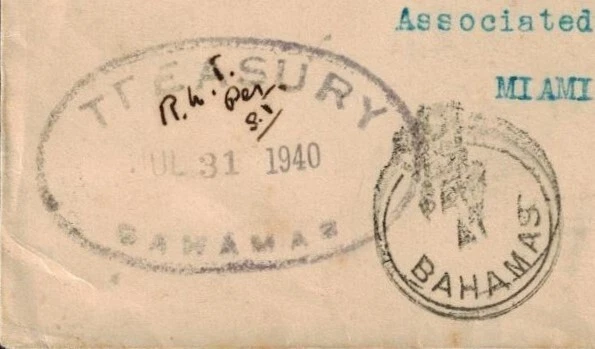 Associated
MIAMI
TREASURY
R.W.T.
per
JUL 31 1940
BAHAMAS
BAHAMAS